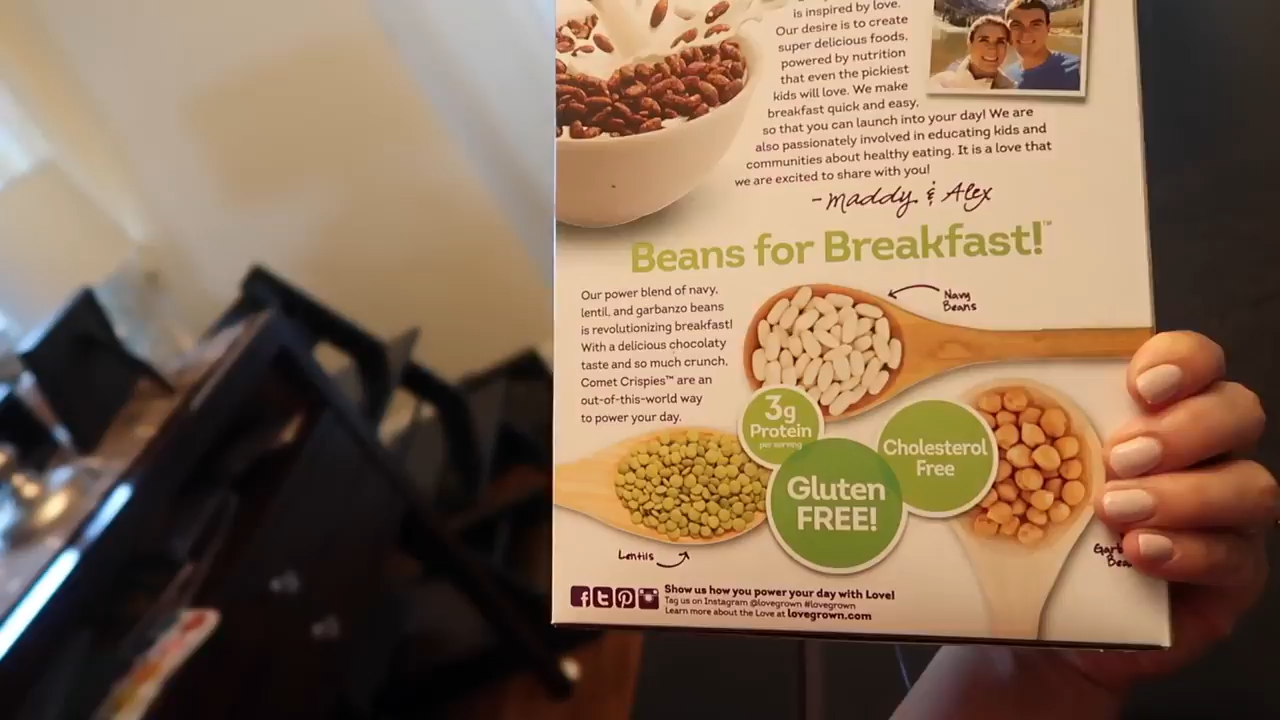 is inspired by love.
Our desire is to create
super delicious foods,
powered by nutrition
that even the pickiest
kids will love. We make
breakfast quick and easy,
so that you can launch into your day! We are
also passionately involved in educating kids and
communities about healthy eating. It is a love that
we are excited to share with you!
- Maddy & Alex
Beans for Breakfast!™
Our power blend of navy,
lentil, and garbanzo beans
is revolutionizing breakfast!
With a delicious chocolaty
taste and so much crunch,
Comet Crispies™ are an
out-of-this-world way
to power your day.
Navy
Beans
3g
Protein
per serving
Cholesterol
Free
Gluten
FREE!
Lentils
Show us how you power your day with Love!
Tag us on Instagram @lovegrown #lovegrown
Learn more about the Love at lovegrown.com